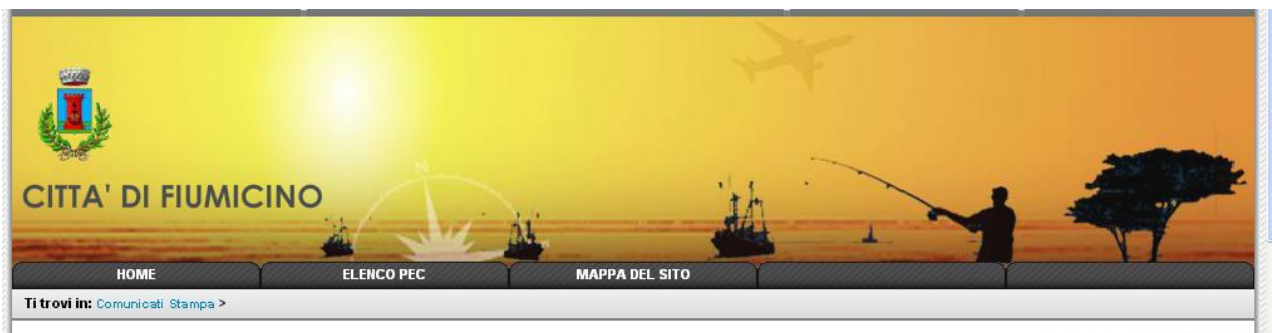 N
CITTA' DI FIUMICINO
HOME ELENCO PEC MAPPA DEL SITO
Ti trovi in: Comunicati Stampa >